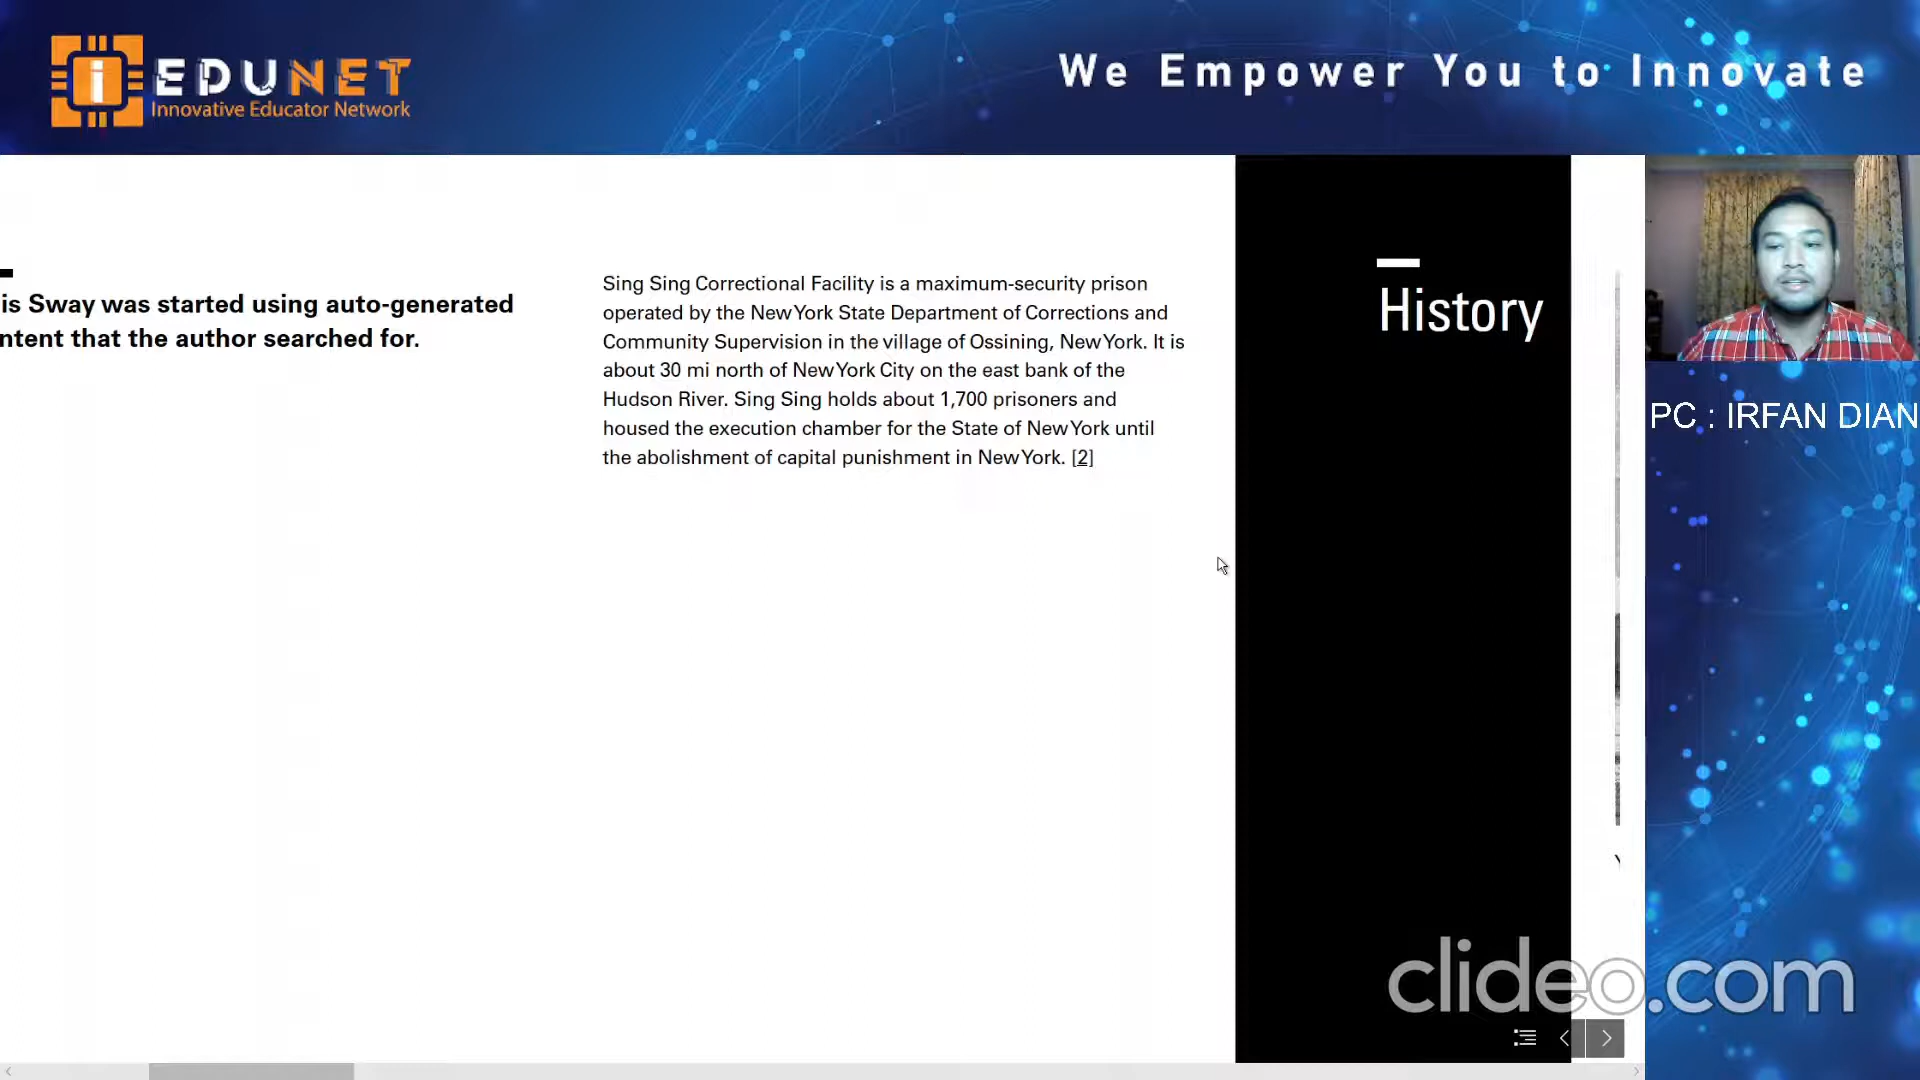 i EDUNET
Innovative Educator Network
We Empower You to Innovate
is Sway was started using auto-generated
ntent that the author searched for.
Sing Sing Correctional Facility is a maximum-security prison
operated by the New York State Department of Corrections and
Community Supervision in the village of Ossining, New York. It is
about 30 mi north of New York City on the east bank of the
Hudson River. Sing Sing holds about 1,700 prisoners and
housed the execution chamber for the State of New York until
the abolishment of capital punishment in New York. [2]
History
PC : IRFAN DIAN
clideo.com